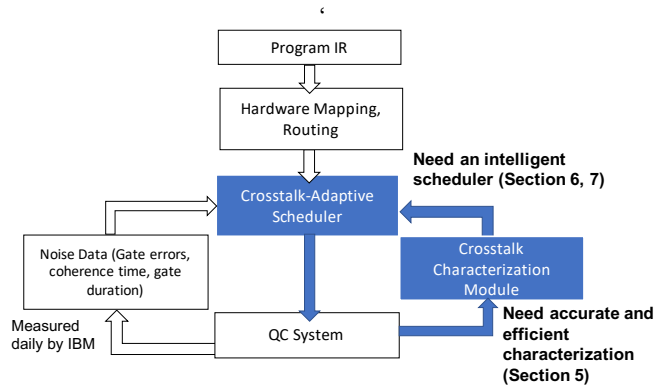 ‘
Program IR
Hardware Mapping,
Routing
Need an intelligent
scheduler (Section 6, 7)
Crosstalk-Adaptive
Scheduler
Noise Data (Gate errors,
coherence time, gate
duration)
Crosstalk
Characterization
Module
Measured
daily by IBM
QC System
Need accurate and
efficient
characterization
(Section 5)